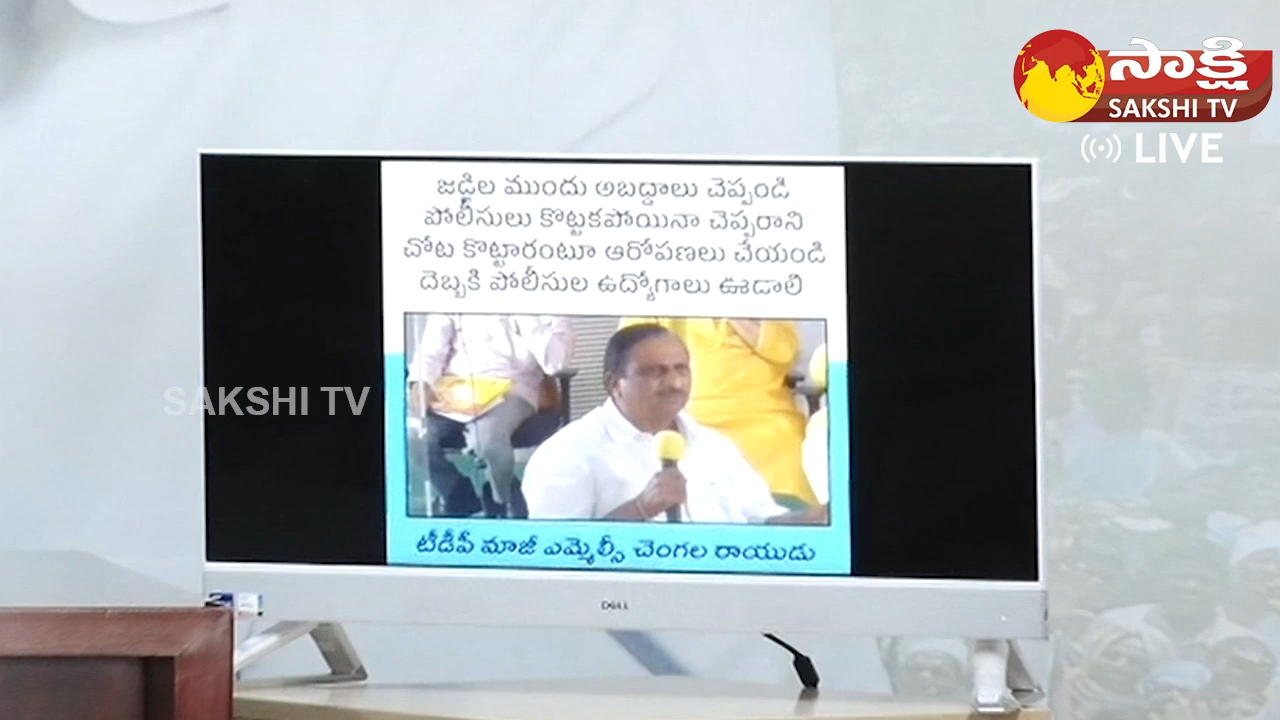 సాక్షి
SAKSHI TV
LIVE
జడ్జిల ముందు అబద్దాలు చెప్పండి
పోలీసులు కొట్టకపోయినా చెప్పరాని
చోట కొట్టారంటూ ఆరోపణలు చేయండి
దెబ్బకి పోలీసుల ఉద్యోగాలు ఊడాలి
SAKSHI TV
టీడీపీ మాజీ ఎమ్మెల్సీ చెంగల రాయుడు
DELL